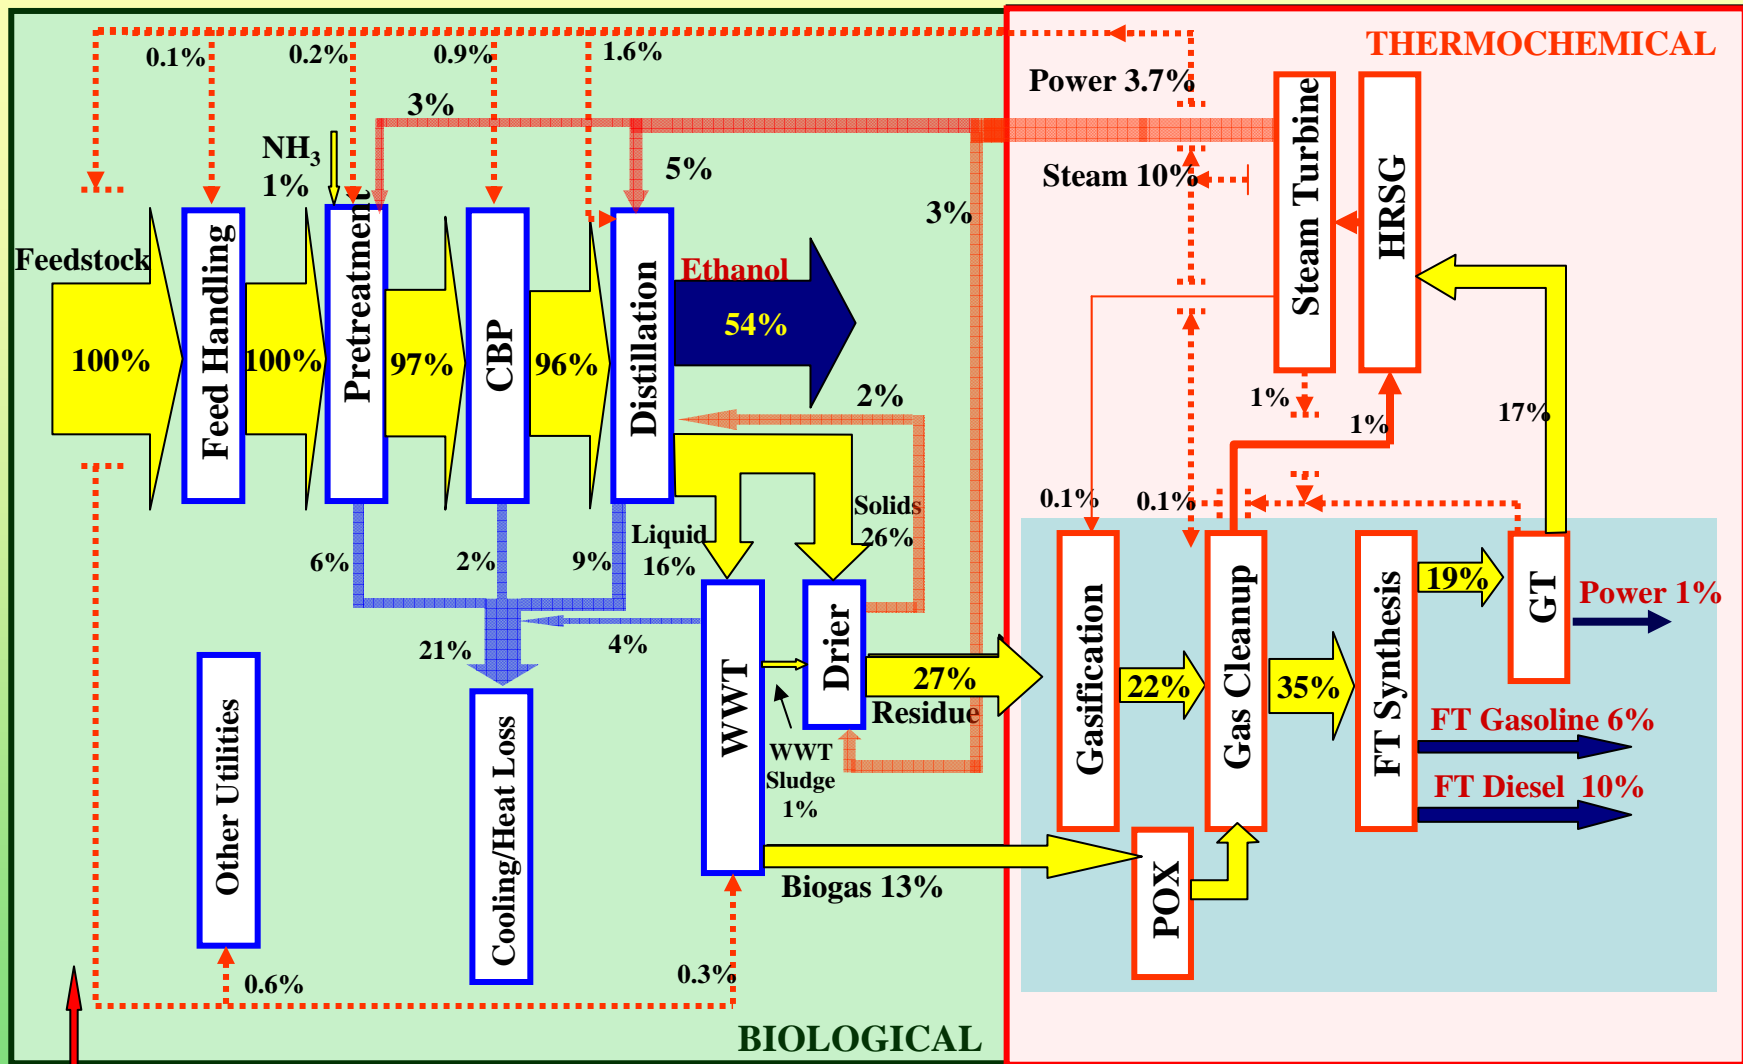 THERMOCHEMICAL
0.1%
0.2%
0.9%
1.6%
Power 3.7%
3%
NH3
1%
5%
Steam 10%
3%
Feedstock
Feed Handling
Pretreatment
CBP
Distillation
Steam Turbine
HRSG
Ethanol
54%
100%
100%
97%
96%
2%
1%
1%
17%
Solids
26%
Liquid
16%
6%
2%
9%
0.1%
0.1%
21%
4%
19%
Power 1%
GT
Other Utilities
Cooling/Heat Loss
WWT
Drier
27%
Residue
Gasification
22%
Gas Cleanup
35%
FT Synthesis
FT Gasoline 6%
FT Diesel 10%
WWT
Sludge
1%
Biogas 13%
POX
0.6%
0.3%
BIOLOGICAL